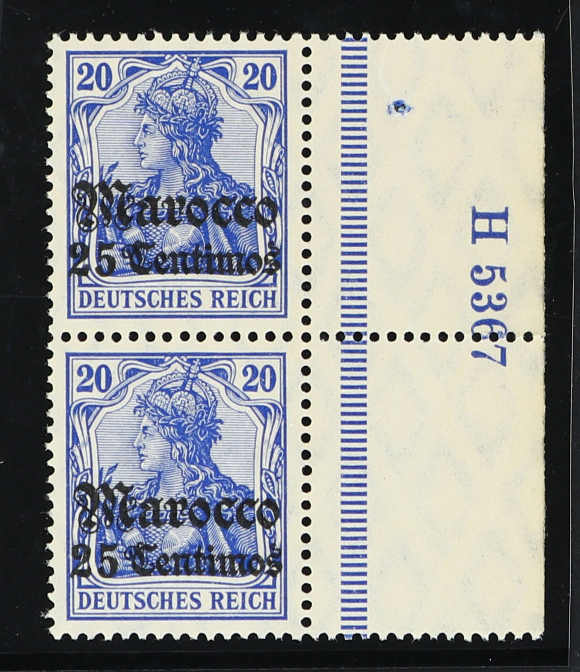 20 20
Marocco
25 Centimos
DEUTSCHES REICH
20 20
Marocco
25 Centimos
DEUTSCHES REICH
H 5367